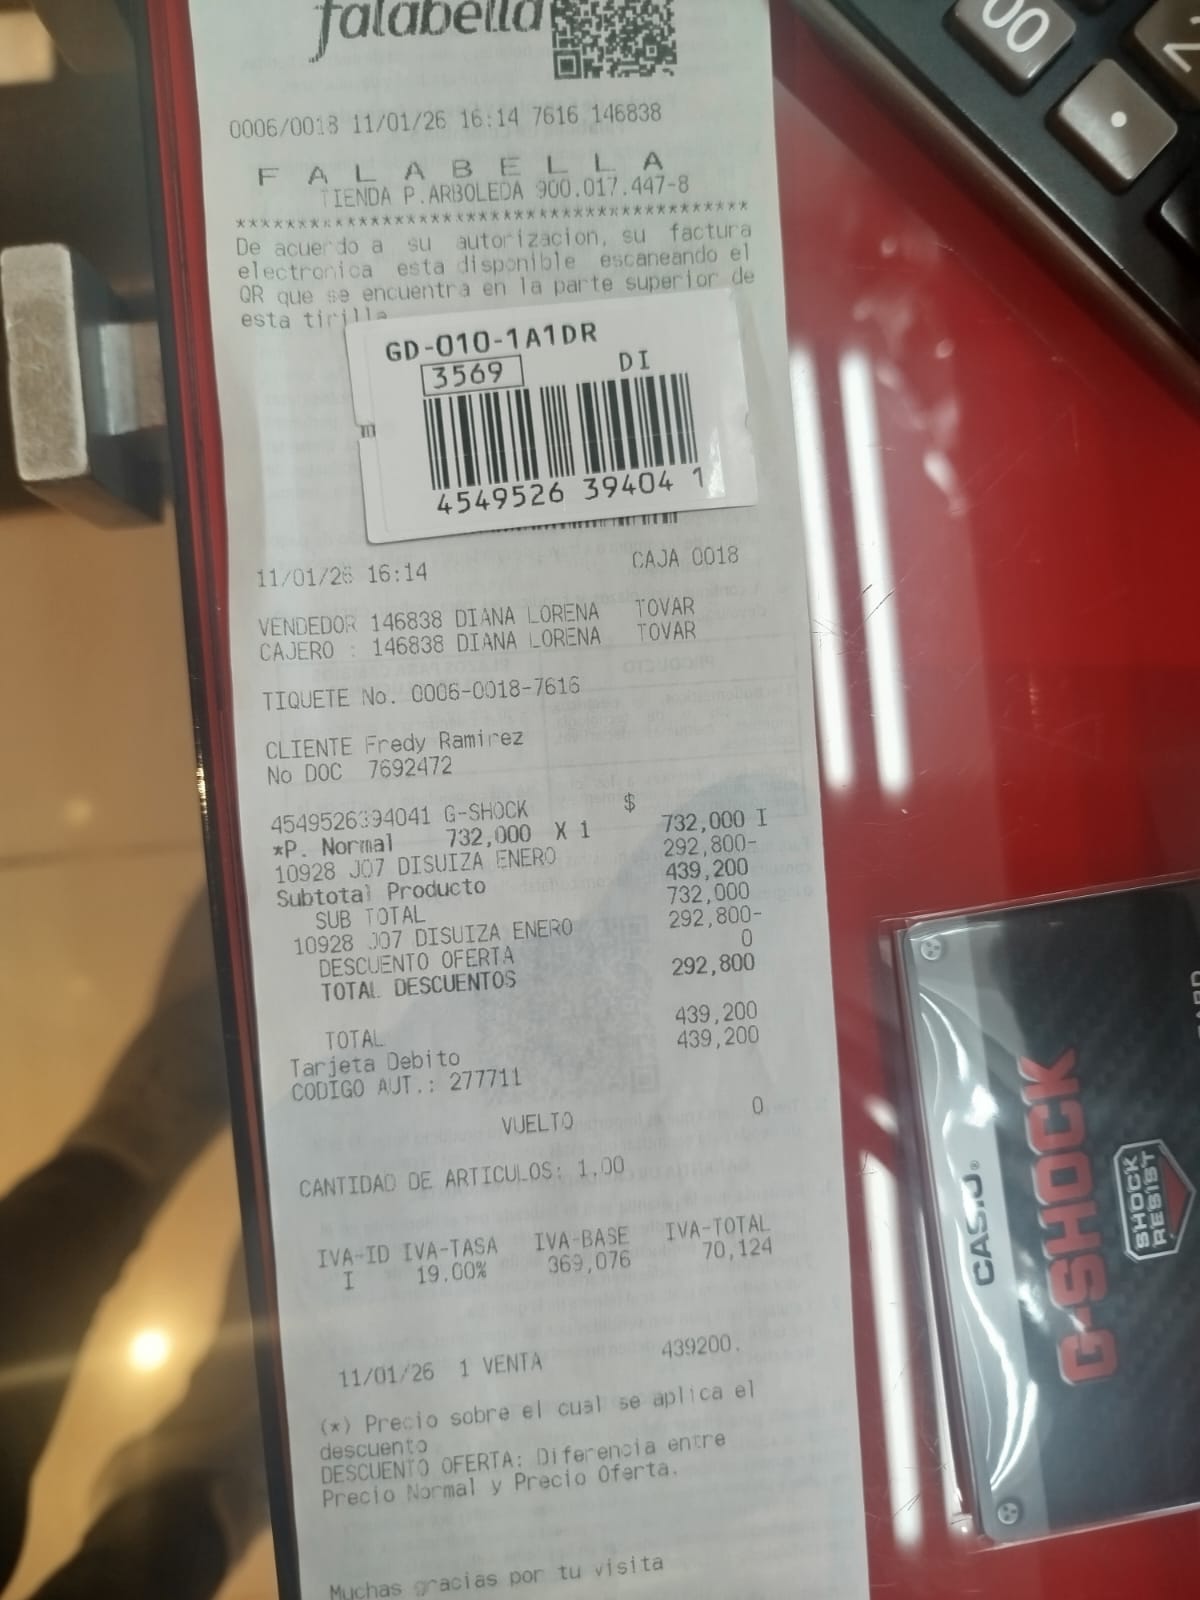 falabella
0006/0018 11/01/26 16:14 7616 146838
F A L A B E L L A
TIENDA P.ARBOLEDA 900.017.447-8
******************************************
De acuerdo a su autorizacion, su factura
electronica esta disponible escaneando el
QR que se encuentra en la parte superior de
esta tirilla
GD-010-1A1DR
3569 DI
4549526 39404 1
11/01/26 16:14 CAJA 0018
VENDEDOR 146838 DIANA LORENA TOVAR
CAJERO : 146838 DIANA LORENA TOVAR
TIQUETE No. 0006-0018-7616
CLIENTE Fredy Ramirez
No DOC 7692472
$
4549526394041 G-SHOCK
*P. Normal 732,000 X 1 732,000 I
10928 J07 DISUIZA ENERO 292,800-
Subtotal Producto 439,200
SUB TOTAL 732,000
10928 J07 DISUIZA ENERO 292,800-
DESCUENTO OFERTA 0
TOTAL DESCUENTOS 292,800
TOTAL 439,200
Tarjeta Debito 439,200
CODIGO AUT.: 277711
VUELTO 0
CANTIDAD DE ARTICULOS: 1.00
IVA-ID IVA-TASA IVA-BASE IVA-TOTAL
I 19.00% 369,076 70,124
11/01/26 1 VENTA 439200.
(*) Precio sobre el cual se aplica el
descuento
DESCUENTO OFERTA: Diferencia entre
Precio Normal y Precio Oferta.
Muchas gracias por tu visita
00
CASIO
G-SHOCK
SHOCK
RESIST